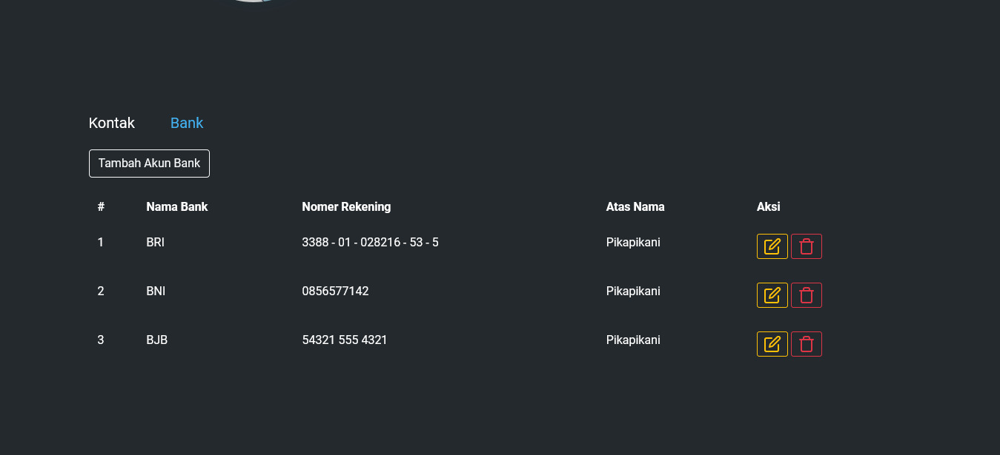 Kontak Bank
Tambah Akun Bank
# Nama Bank Nomer Rekening Atas Nama Aksi
1 BRI 3388 - 01 - 028216 - 53 - 5 Pikapikani
2 BNI 0856577142 Pikapikani
3 BJB 54321 555 4321 Pikapikani